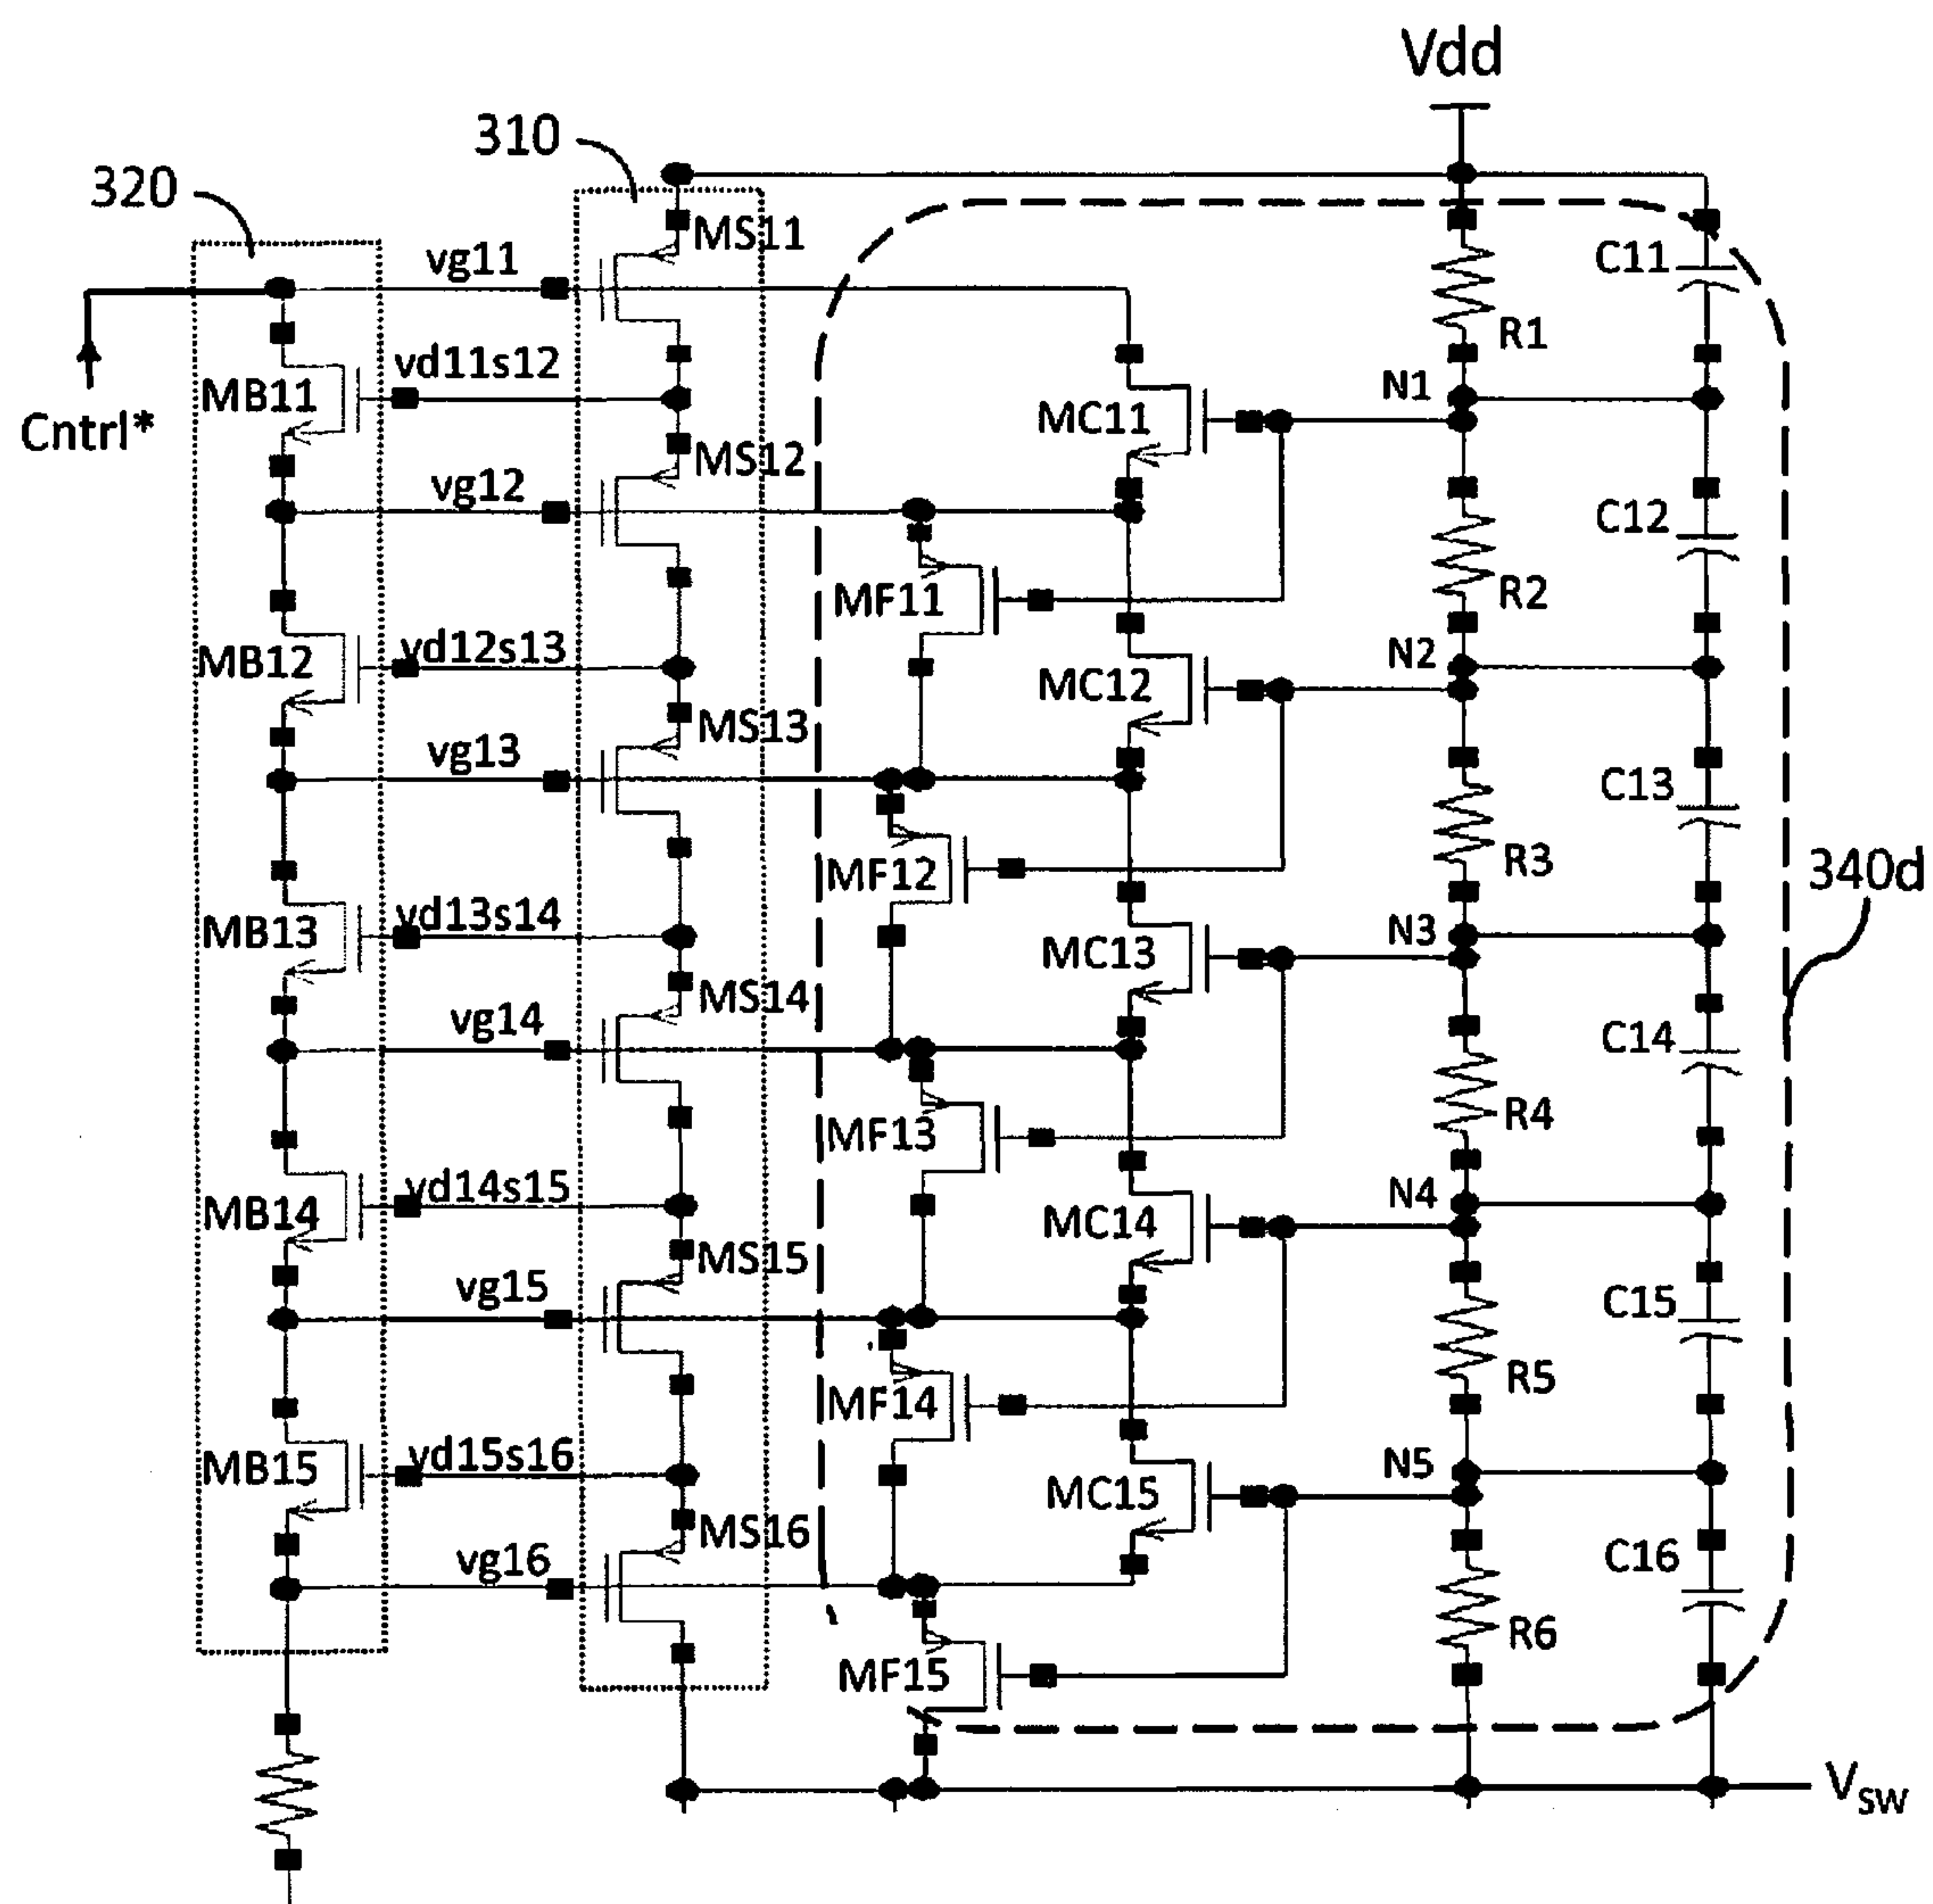 Vdd
310
320
MS11
vg11
C11
R1
vd11s12
N1
MB11
MC11
Cntrl*
MS12
vg12
C12
MF11
R2
vd12s13
N2
MB12
MC12
MS13
vg13
C13
R3
MF12
340d
vd13s14
N3
MB13
MC13
MS14
vg14
C14
R4
MF13
vd14s15
N4
MB14
MC14
MS15
vg15
C15
R5
MF14
vd15s16
N5
MB15
MC15
MS16
vg16
C16
R6
MF15
VSW